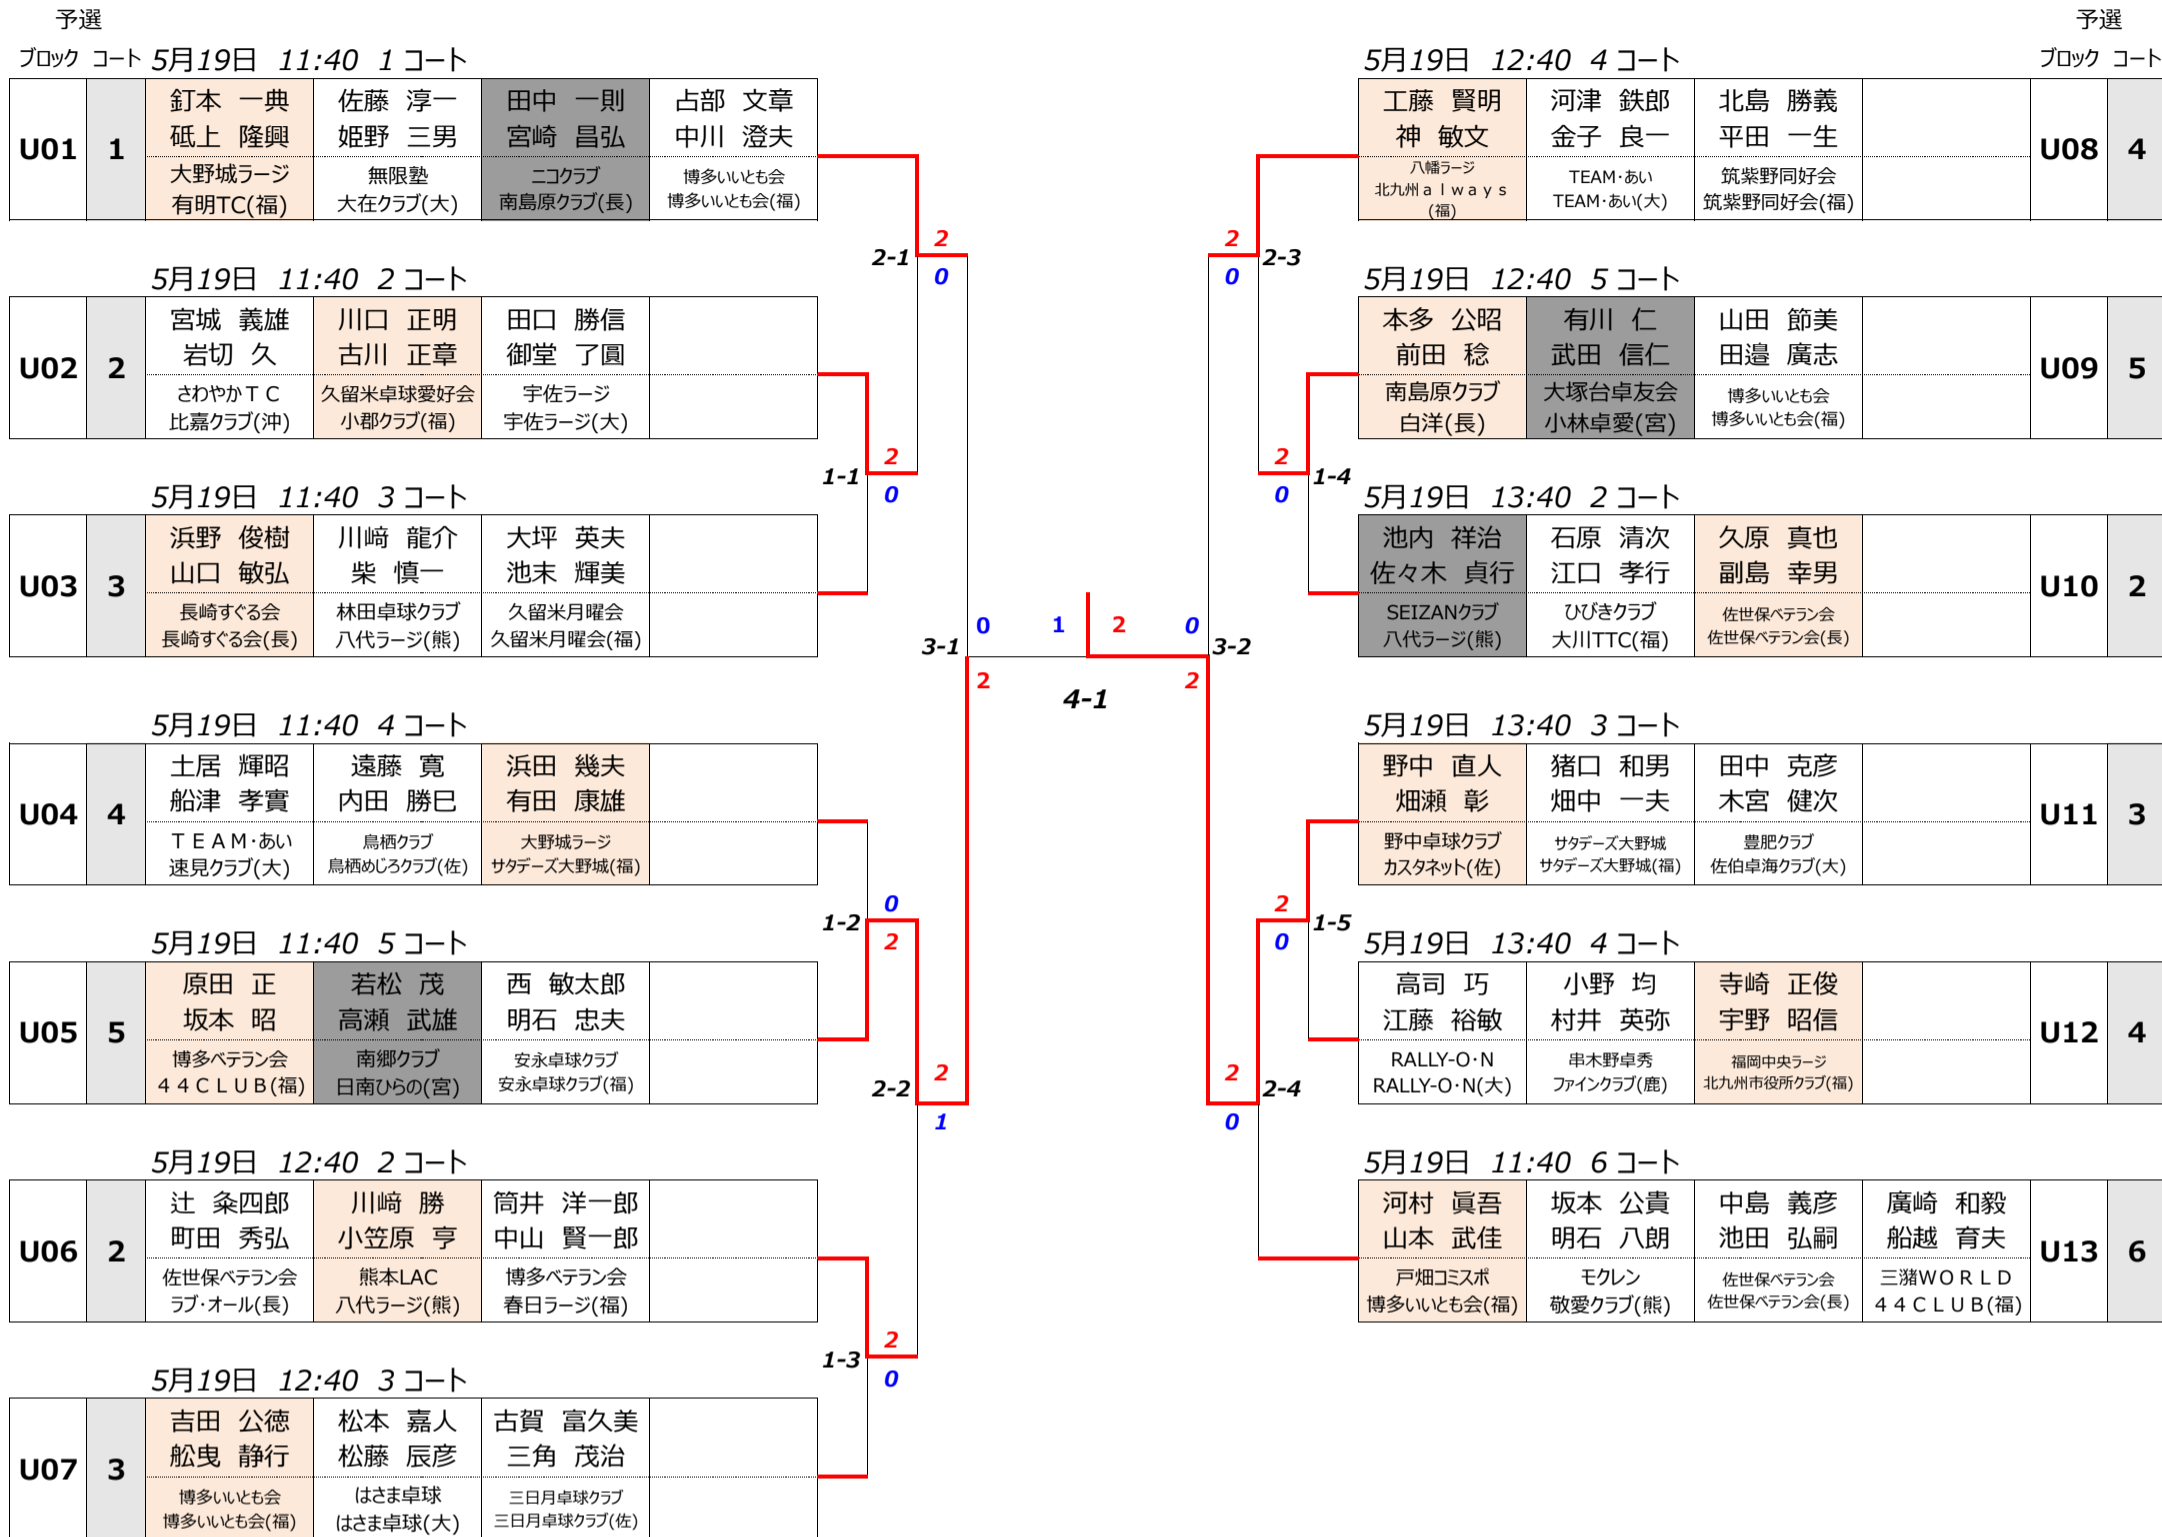 予選
ブロック コート 5月19日 11:40 1 コート
U01 1
釘本 一典 佐藤 淳一 田中 一則 占部 文章
砥上 隆興 姫野 三男 宮崎 昌弘 中川 澄夫
大野城ラージ 無限塾 ニコクラブ 博多いいとも会
有明TC(福) 大在クラブ(大) 南島原クラブ(長) 博多いいとも会(福)
5月19日 11:40 2 コート
U02 2
宮城 義雄 川口 正明 田口 勝信
岩切 久 古川 正章 御堂 了圓
さわやかＴＣ 久留米卓球愛好会 宇佐ラージ
比嘉クラブ(沖) 小郡クラブ(福) 宇佐ラージ(大)
5月19日 11:40 3 コート
U03 3
浜野 俊樹 川﨑 龍介 大坪 英夫
山口 敏弘 柴 慎一 池末 輝美
長崎すぐる会 林田卓球クラブ 久留米月曜会
長崎すぐる会(長) 八代ラージ(熊) 久留米月曜会(福)
5月19日 11:40 4 コート
U04 4
土居 輝昭 遠藤 寛 浜田 幾夫
船津 孝實 内田 勝巳 有田 康雄
ＴＥＡＭ･あい 鳥栖クラブ 大野城ラージ
速見クラブ(大) 鳥栖めじろクラブ(佐) サタデーズ大野城(福)
5月19日 11:40 5 コート
U05 5
原田 正 若松 茂 西 敏太郎
坂本 昭 高瀬 武雄 明石 忠夫
博多ベテラン会 南郷クラブ 安永卓球クラブ
４４ＣＬＵＢ(福) 日南ひらの(宮) 安永卓球クラブ(福)
5月19日 12:40 2 コート
U06 2
辻 粂四郎 川﨑 勝 筒井 洋一郎
町田 秀弘 小笠原 亨 中山 賢一郎
佐世保ベテラン会 熊本LAC 博多ベテラン会
ラブ･オール(長) 八代ラージ(熊) 春日ラージ(福)
5月19日 12:40 3 コート
U07 3
吉田 公徳 松本 嘉人 古賀 富久美
舩曳 静行 松藤 辰彦 三角 茂治
博多いいとも会 はさま卓球 三日月卓球クラブ
博多いいとも会(福) はさま卓球(大) 三日月卓球クラブ(佐)
2-1 2
0
1-1 2
0
3-1 0
2
1-2 0
2
2-2 2
1
1-3 2
0
1 2
4-1
2 2-3
0
2 1-4
0
0 3-2
2
2 1-5
0
2 2-4
0
予選
5月19日 12:40 4 コート ブロック コート
工藤 賢明 河津 鉄郎 北島 勝義
神 敏文 金子 良一 平田 一生
八幡ラージ TEAM･あい 筑紫野同好会
北九州ａｌｗａｙｓ TEAM･あい(大) 筑紫野同好会(福)
(福)
U08 4
5月19日 12:40 5 コート
本多 公昭 有川 仁 山田 節美
前田 稔 武田 信仁 田邉 廣志
南島原クラブ 大塚台卓友会 博多いいとも会
白洋(長) 小林卓愛(宮) 博多いいとも会(福)
U09 5
5月19日 13:40 2 コート
池内 祥治 石原 清次 久原 真也
佐々木 貞行 江口 孝行 副島 幸男
SEIZANクラブ ひびきクラブ 佐世保ベテラン会
八代ラージ(熊) 大川TTC(福) 佐世保ベテラン会(長)
U10 2
5月19日 13:40 3 コート
野中 直人 猪口 和男 田中 克彦
畑瀬 彰 畑中 一夫 木宮 健次
野中卓球クラブ サタデーズ大野城 豊肥クラブ
カスタネット(佐) サタデーズ大野城(福) 佐伯卓海クラブ(大)
U11 3
5月19日 13:40 4 コート
高司 巧 小野 均 寺崎 正俊
江藤 裕敏 村井 英弥 宇野 昭信
RALLY-O･N 串木野卓秀 福岡中央ラージ
RALLY-O･N(大) ファインクラブ(鹿) 北九州市役所クラブ(福)
U12 4
5月19日 11:40 6 コート
河村 眞吾 坂本 公貴 中島 義彦 廣崎 和毅
山本 武佳 明石 八朗 池田 弘嗣 船越 育夫
戸畑コミスポ モクレン 佐世保ベテラン会 三潴ＷＯＲＬＤ
博多いいとも会(福) 敬愛クラブ(熊) 佐世保ベテラン会(長) ４４ＣＬＵＢ(福)
U13 6